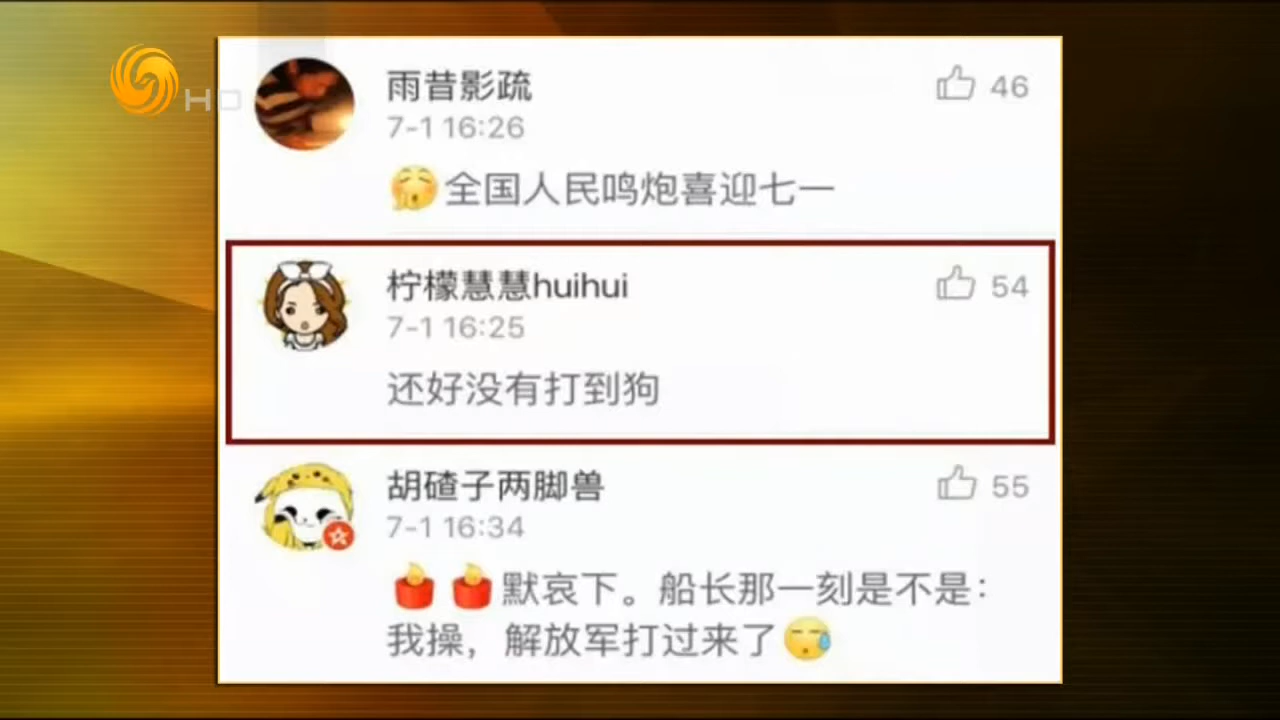 HD
雨昔影疏
46
7-1 16:26
全国人民鸣炮喜迎七一
柠檬慧慧huihui
54
7-1 16:25
还好没有打到狗
胡碴子两脚兽
55
7-1 16:34
默哀下。船长那一刻是不是:
我操，解放军打过来了